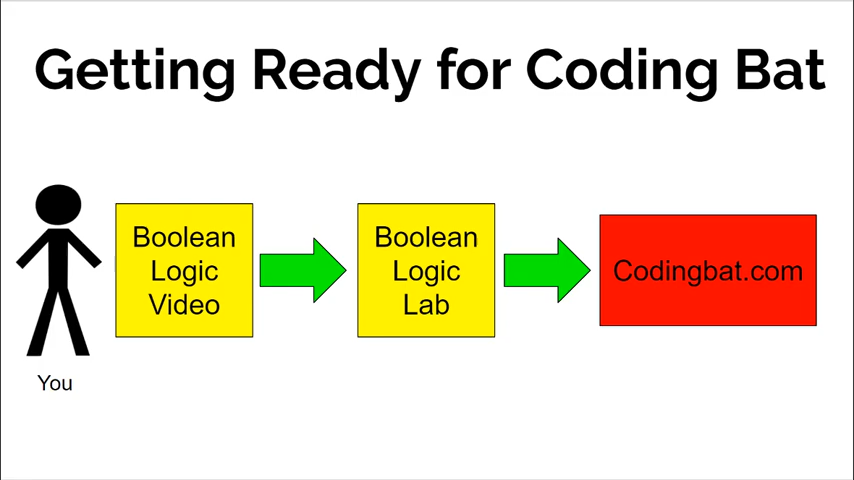 Getting Ready for Coding Bat
Boolean
Logic
Video
Boolean
Logic
Lab
Codingbat.com
You